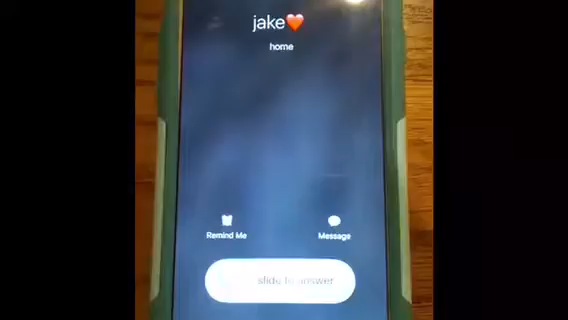 jake❤️
home
Remind Me
Message
slide to answer